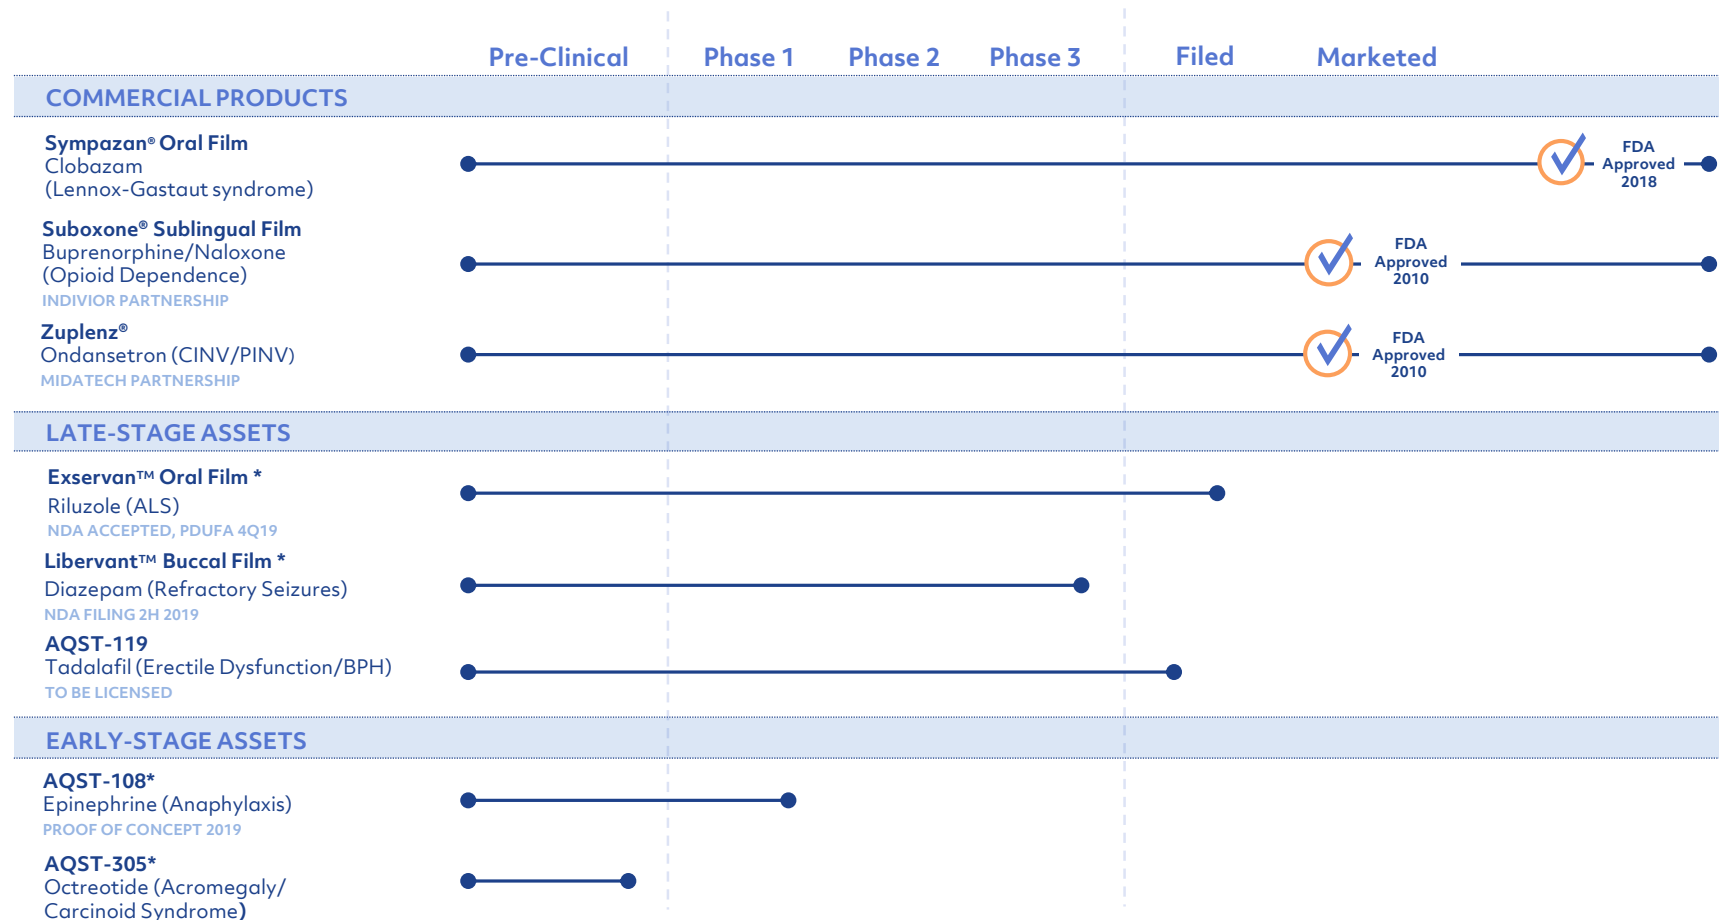 Pre-Clinical Phase 1 Phase 2 Phase 3 Filed Marketed
COMMERCIAL PRODUCTS
Sympazan® Oral Film
Clobazam
(Lennox-Gastaut syndrome)
FDA
Approved
2018
Suboxone® Sublingual Film
Buprenorphine/Naloxone
(Opioid Dependence)
INDIVIOR PARTNERSHIP
FDA
Approved
2010
Zuplenz®
Ondansetron (CINV/PINV)
MIDATECH PARTNERSHIP
FDA
Approved
2010
LATE-STAGE ASSETS
Exservan™ Oral Film *
Riluzole (ALS)
NDA ACCEPTED, PDUFA 4Q19
Libervant™ Buccal Film *
Diazepam (Refractory Seizures)
NDA FILING 2H 2019
AQST-119
Tadalafil (Erectile Dysfunction/BPH)
TO BE LICENSED
EARLY-STAGE ASSETS
AQST-108*
Epinephrine (Anaphylaxis)
PROOF OF CONCEPT 2019
AQST-305*
Octreotide (Acromegaly/
Carcinoid Syndrome)